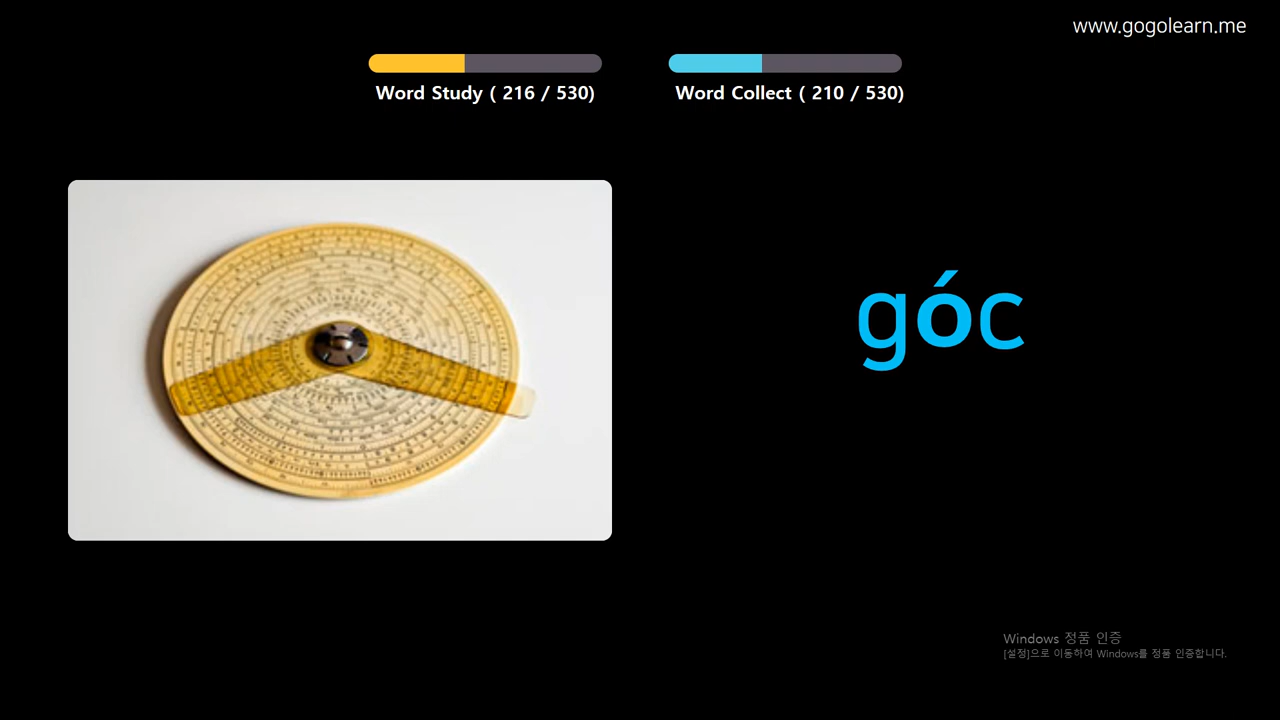 www.gogolearn.me
Word Study ( 216 / 530)
Word Collect ( 210 / 530)
góc
Windows 정품 인증
[설정]으로 이동하여 Windows를 정품 인증합니다.